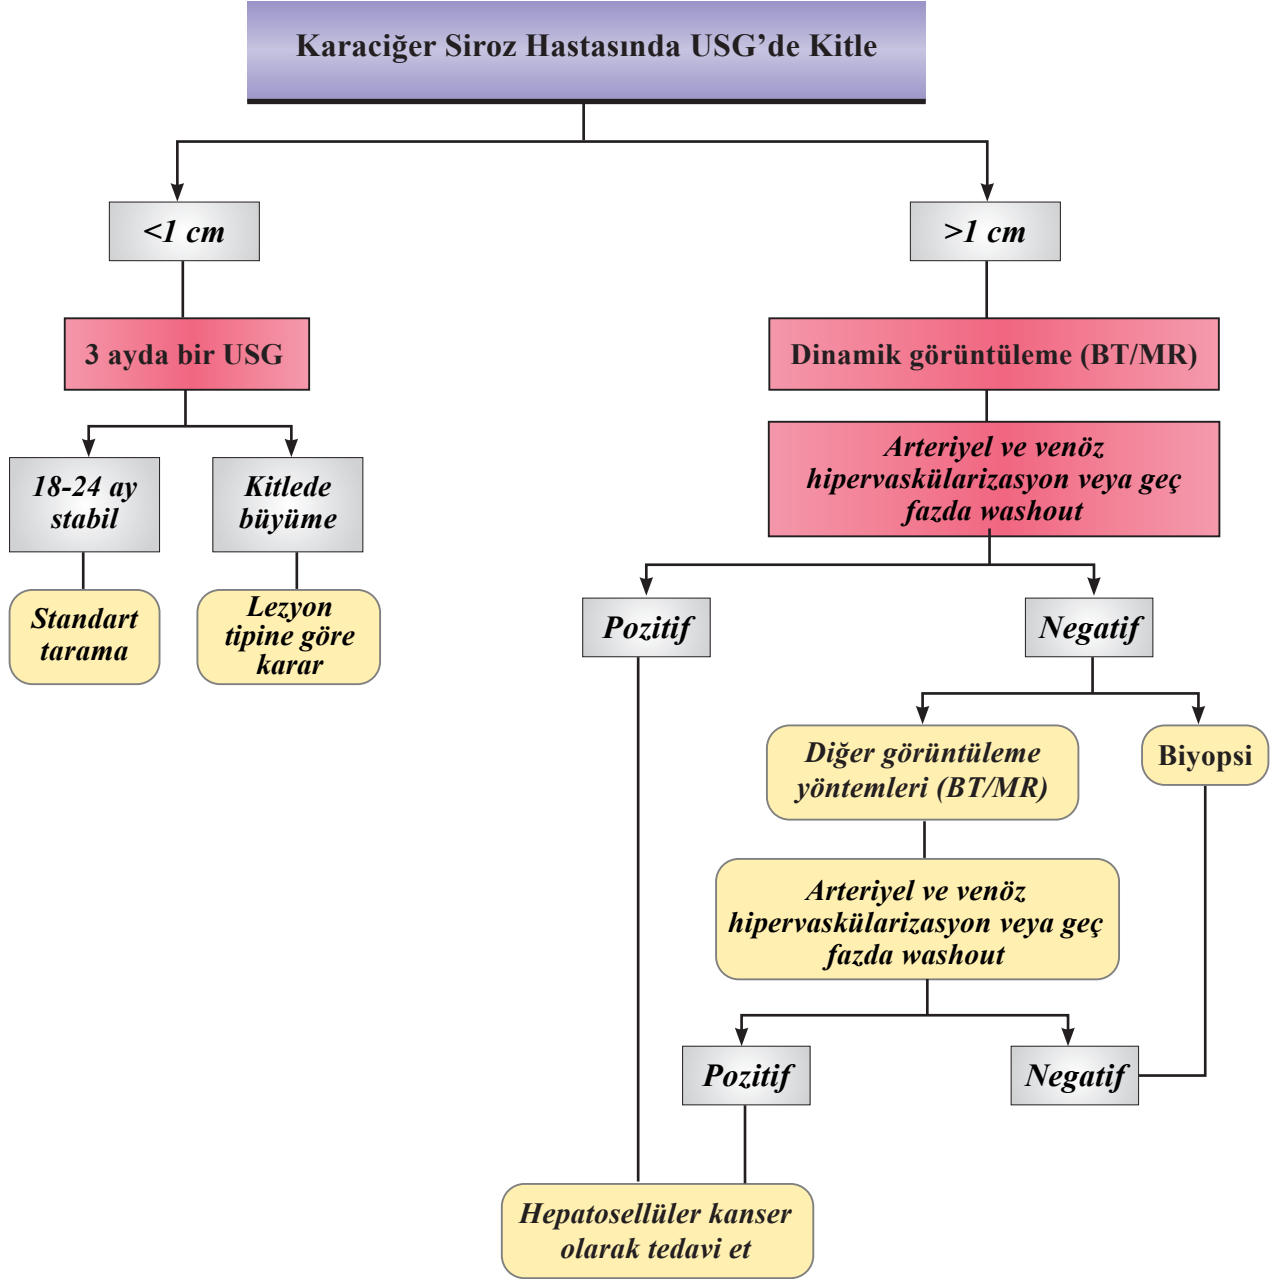 Karaciğer Siroz Hastasında USG’de Kitle
<1 cm
>1 cm
3 ayda bir USG
Dinamik görüntüleme (BT/MR)
18-24 ay
stabil
Kitlede
büyüme
Arteriyel ve venöz
hipervaskülarizasyon veya geç
fazda washout
Standart
tarama
Lezyon
tipine göre
karar
Pozitif
Negatif
Diğer görüntüleme
yöntemleri (BT/MR)
Biyopsi
Arteriyel ve venöz
hipervaskülarizasyon veya geç
fazda washout
Pozitif
Negatif
Hepatosellüler kanser
olarak tedavi et